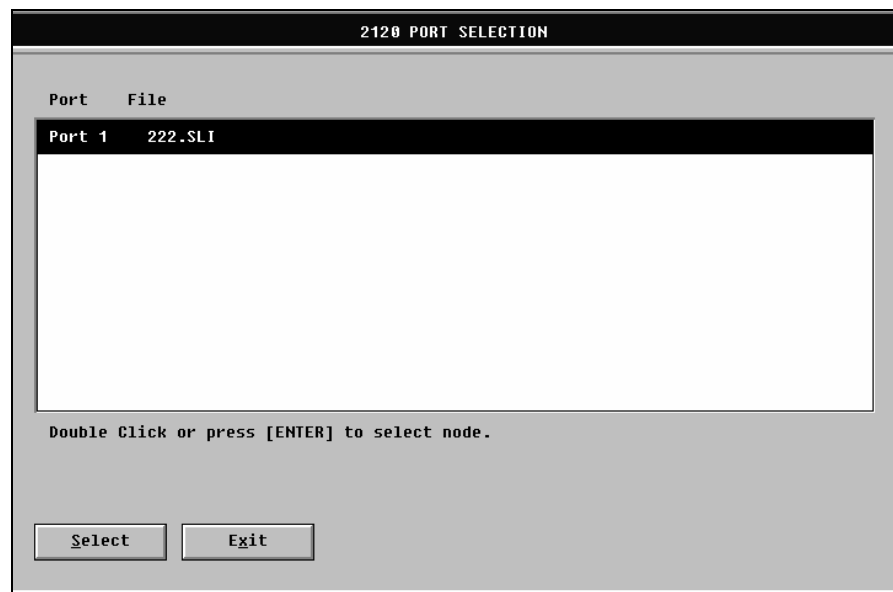 2120 PORT SELECTION
Port File
Port 1 222.SLI
Double Click or press [ENTER] to select node.
Select Exit